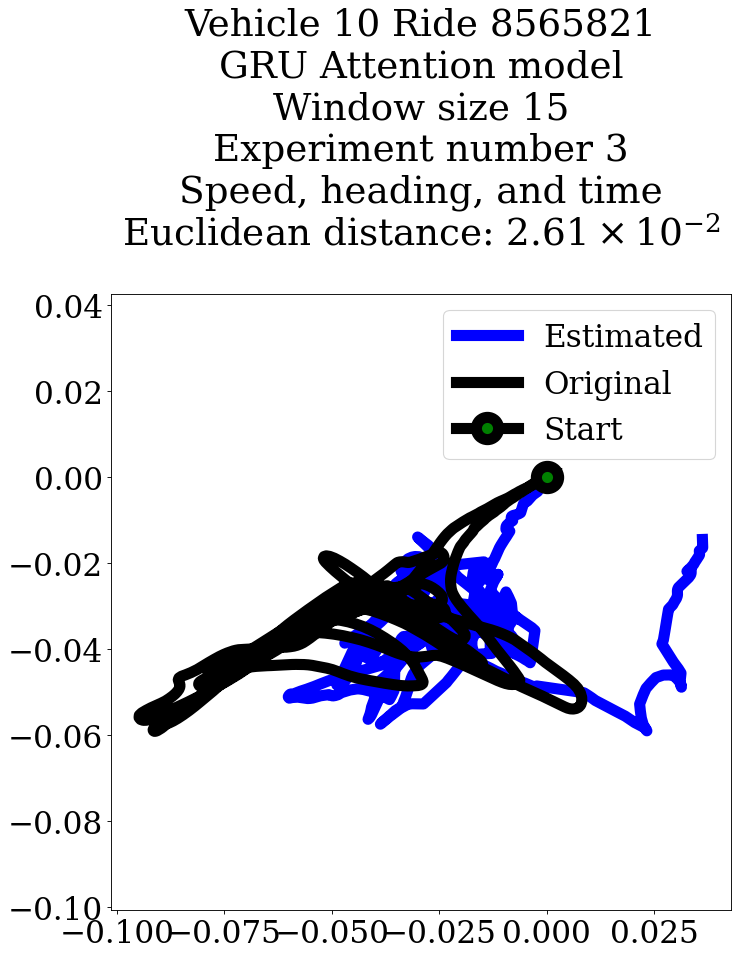 Vehicle 10 Ride 8565821
GRU Attention model
Window size 15
Experiment number 3
Speed, heading, and time
Euclidean distance: 2.61 × 10⁻²
Estimated
Original
Start
0.04
0.02
0.00
−0.02
−0.04
−0.06
−0.08
−0.10
−0.100 −0.075 −0.050 −0.025 0.000 0.025